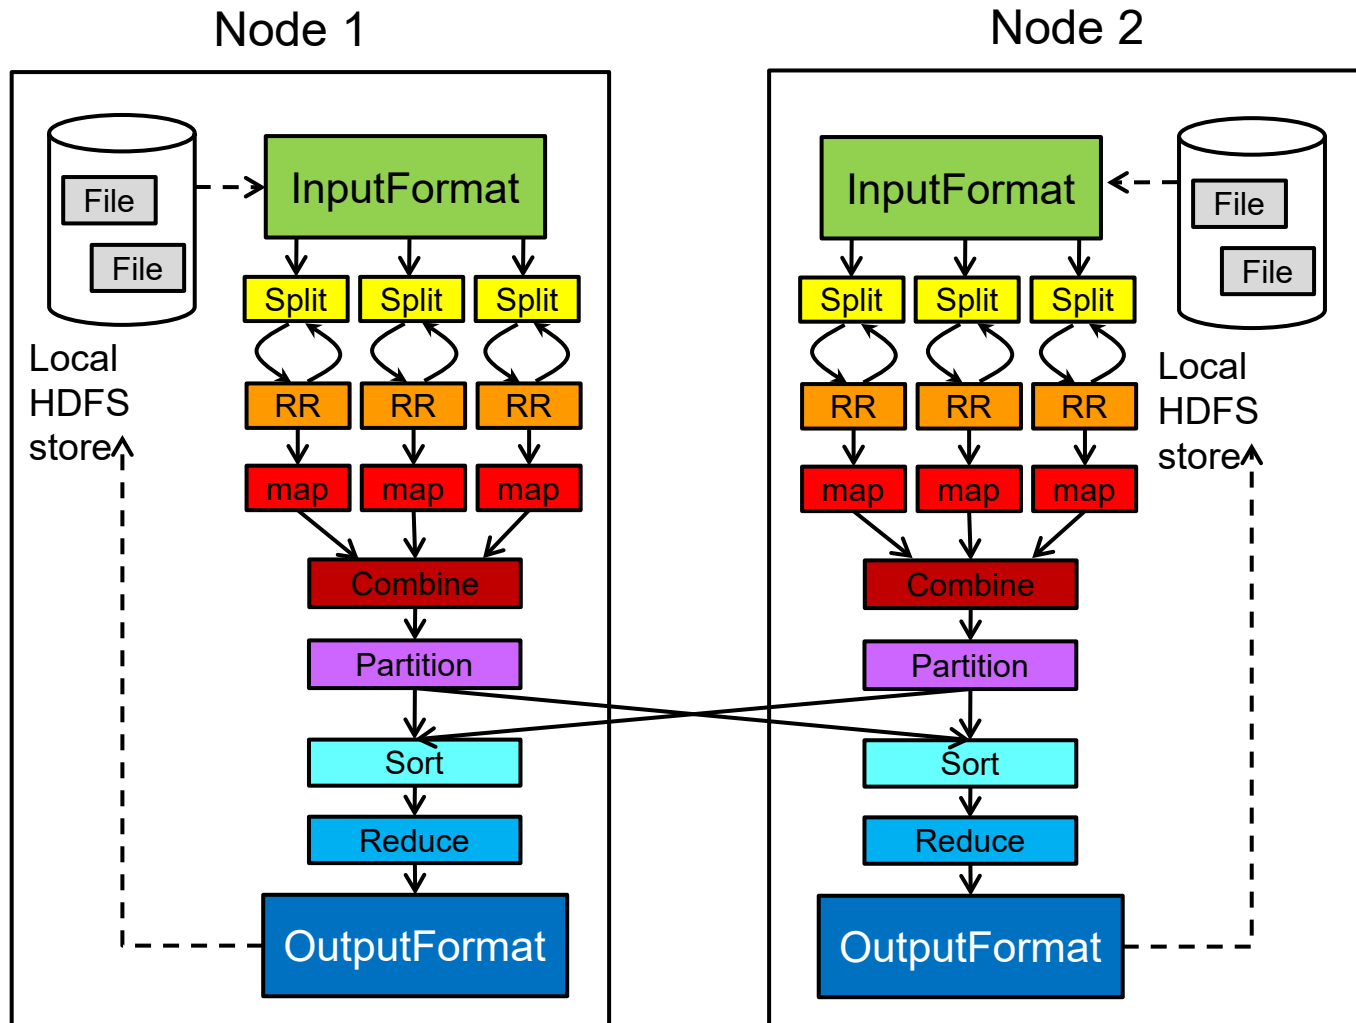 Node 1
File
File
Local
HDFS
store
InputFormat
Split Split Split
RR RR RR
map map map
Combine
Partition
Sort
Reduce
OutputFormat
Node 2
InputFormat
File
File
Split Split Split
Local
HDFS
store
RR RR RR
map map map
Combine
Partition
Sort
Reduce
OutputFormat